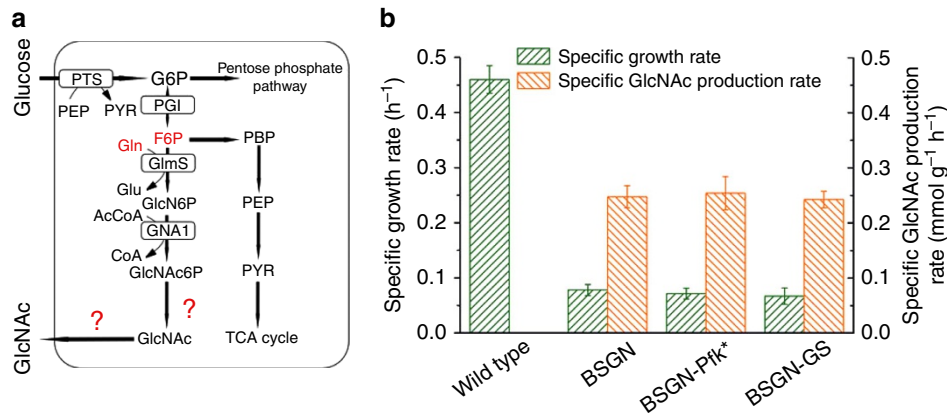 a
Glucose
PTS
G6P
Pentose phosphate
pathway
PEP
PYR
PGI
F6P
PBP
Gln
GlmS
Glu
GlcN6P
PEP
AcCoA
GNA1
CoA
GlcNAc6P
PYR
?
?
GlcNAc
GlcNAc
TCA cycle
b
Specific growth rate
Specific GlcNAc production rate
Specific growth rate (h⁻¹)
0.5
0.4
0.3
0.2
0.1
0.0
0.5
0.4
0.3
0.2
0.1
0.0
Specific GlcNAc production
rate (mmol g⁻¹ h⁻¹)
Wild type
BSGN
BSGN-Pfk*
BSGN-GS